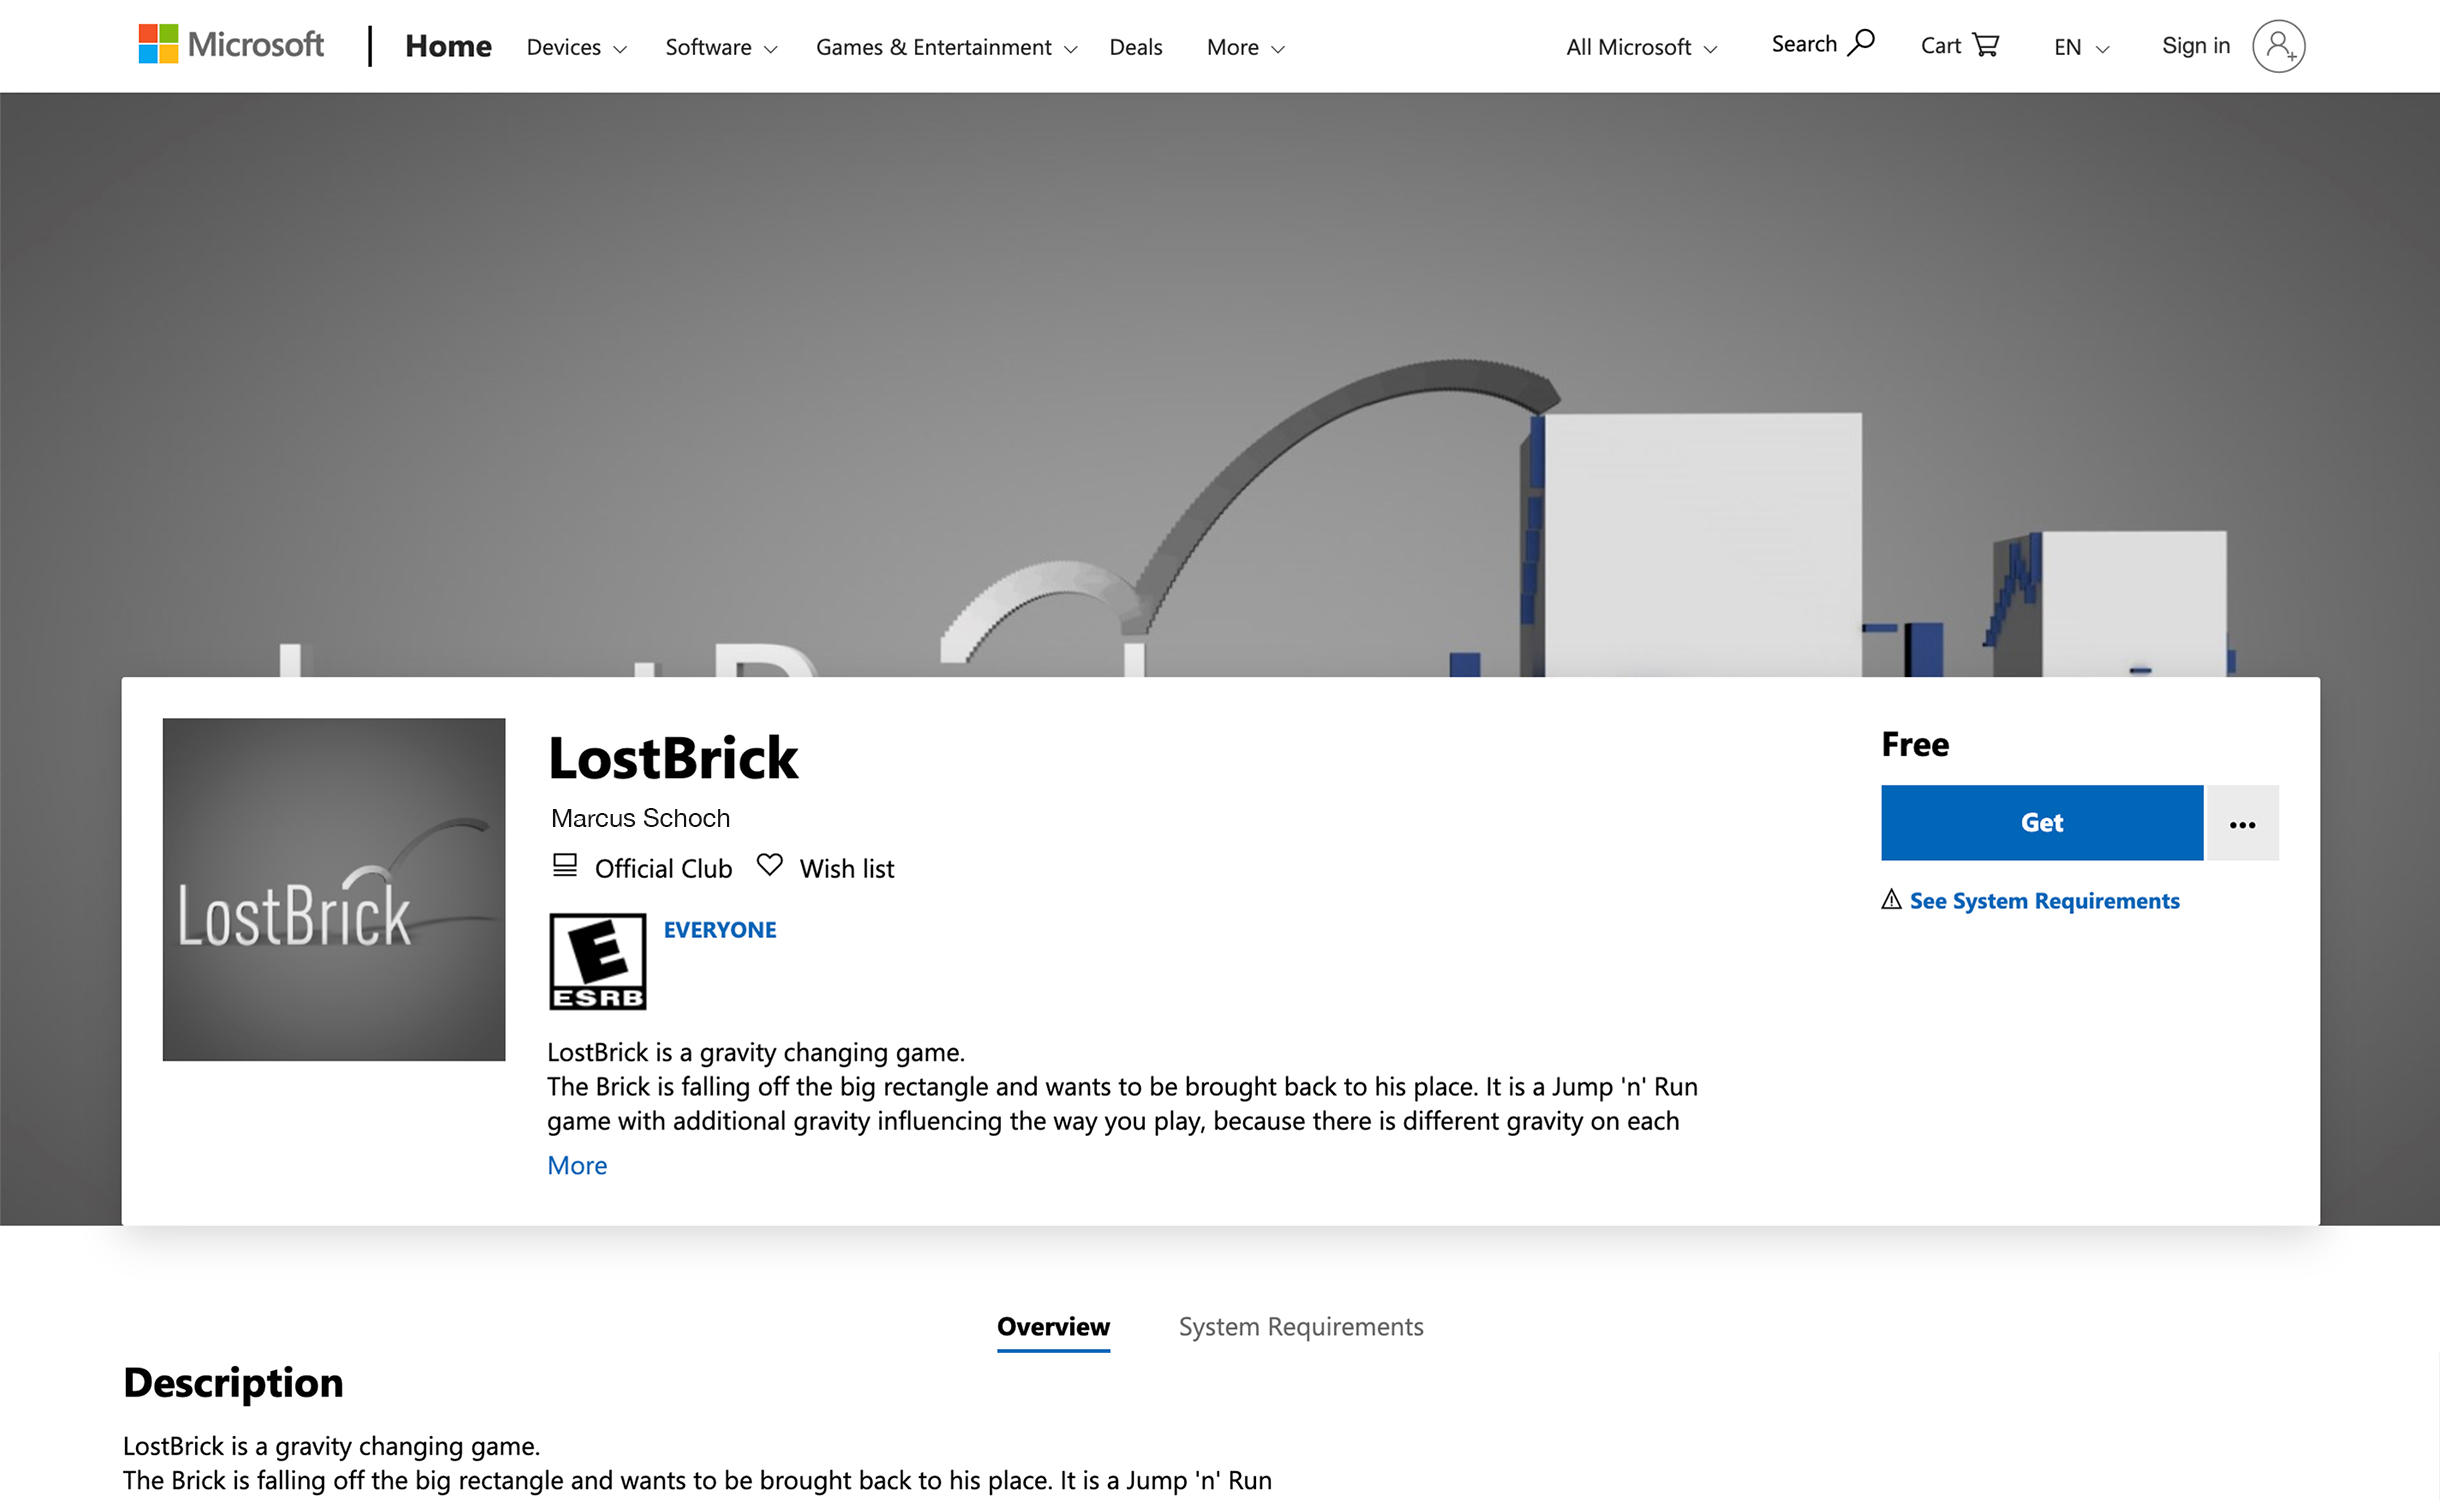 Microsoft
Home
Devices
Software
Games & Entertainment
Deals
More
All Microsoft
Search
Cart
EN
Sign in
LostBrick
LostBrick
Marcus Schoch
Official Club
Wish list
E
ESRB
EVERYONE
LostBrick is a gravity changing game.
The Brick is falling off the big rectangle and wants to be brought back to his place. It is a Jump 'n' Run
game with additional gravity influencing the way you play, because there is different gravity on each
More
Free
Get
See System Requirements
Overview
System Requirements
Description
LostBrick is a gravity changing game.
The Brick is falling off the big rectangle and wants to be brought back to his place. It is a Jump 'n' Run